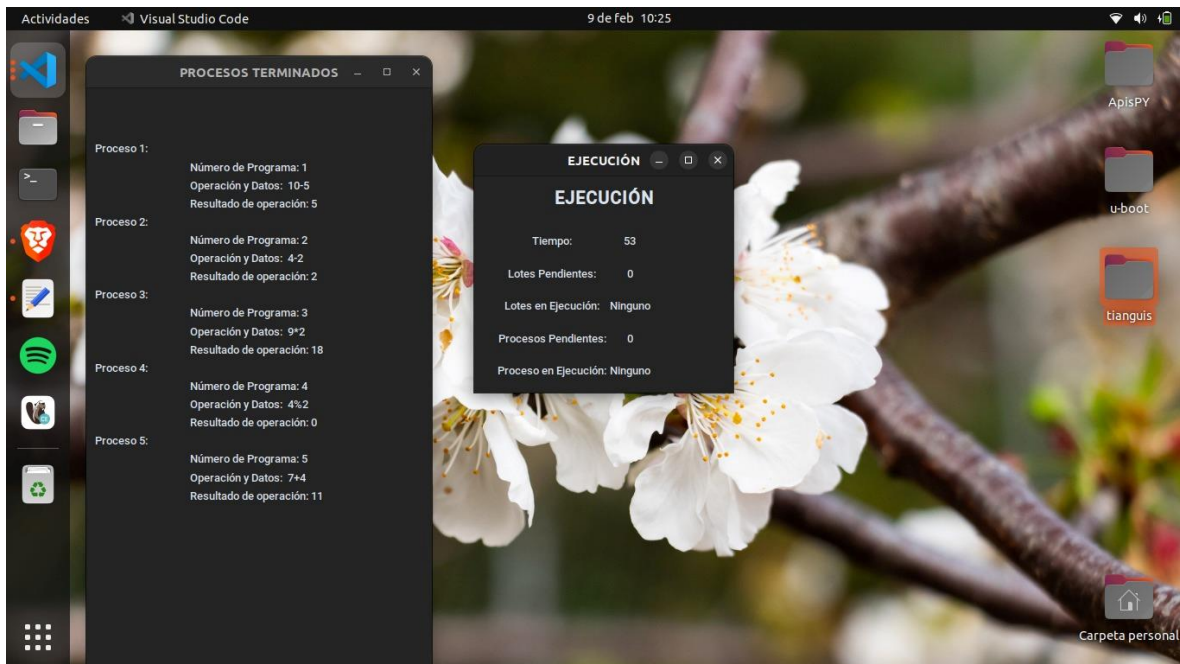 Actividades
Visual Studio Code
9 de feb 10:25
PROCESOS TERMINADOS
Proceso 1:
Número de Programa: 1
Operación y Datos: 10-5
Resultado de operación: 5
Proceso 2:
Número de Programa: 2
Operación y Datos: 4-2
Resultado de operación: 2
Proceso 3:
Número de Programa: 3
Operación y Datos: 9*2
Resultado de operación: 18
Proceso 4:
Número de Programa: 4
Operación y Datos: 4%2
Resultado de operación: 0
Proceso 5:
Número de Programa: 5
Operación y Datos: 7+4
Resultado de operación: 11
EJECUCIÓN
EJECUCIÓN
Tiempo: 53
Lotes Pendientes: 0
Lotes en Ejecución: Ninguno
Procesos Pendientes: 0
Proceso en Ejecución: Ninguno
ApisPY
u-boot
tianguis
Carpeta personal